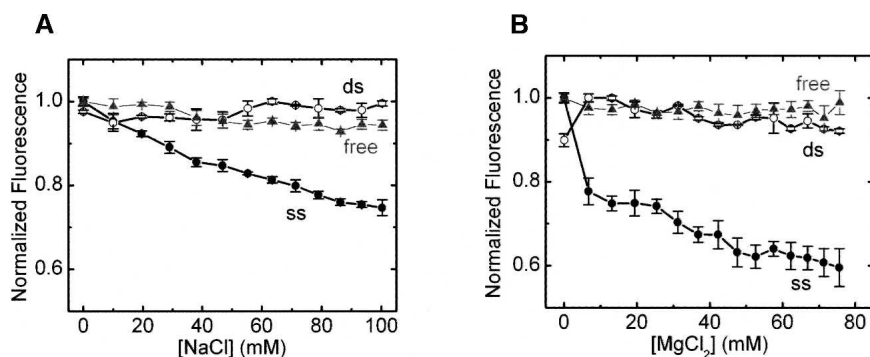 A
Normalized Fluorescence
1.0
0.8
0.6
ds
free
ss
0 20 40 60 80 100
[NaCl] (mM)
B
Normalized Fluorescence
1.0
0.8
0.6
free
ds
ss
0 20 40 60 80
[MgCl₂] (mM)